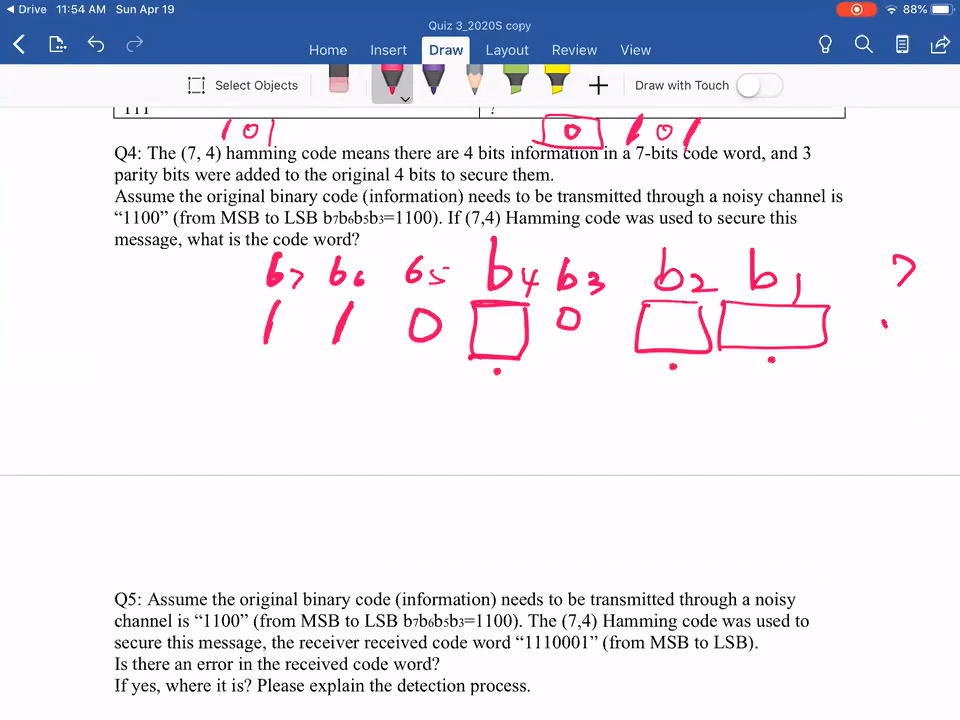 Drive 11:54 AM Sun Apr 19 88%
Quiz 3_2020S copy
Home Insert Draw Layout Review View
Select Objects Draw with Touch
111 ?
1 0 1 0 1 0 1
Q4: The (7, 4) hamming code means there are 4 bits information in a 7-bits code word, and 3
parity bits were added to the original 4 bits to secure them.
Assume the original binary code (information) needs to be transmitted through a noisy channel is
“1100” (from MSB to LSB b7b6b5b3=1100). If (7,4) Hamming code was used to secure this
message, what is the code word?
b7 b6 b5 b4 b3 b2 b1 ?
1 1 0 0
Q5: Assume the original binary code (information) needs to be transmitted through a noisy
channel is “1100” (from MSB to LSB b7b6b5b3=1100). The (7,4) Hamming code was used to
secure this message, the receiver received code word “1110001” (from MSB to LSB).
Is there an error in the received code word?
If yes, where it is? Please explain the detection process.